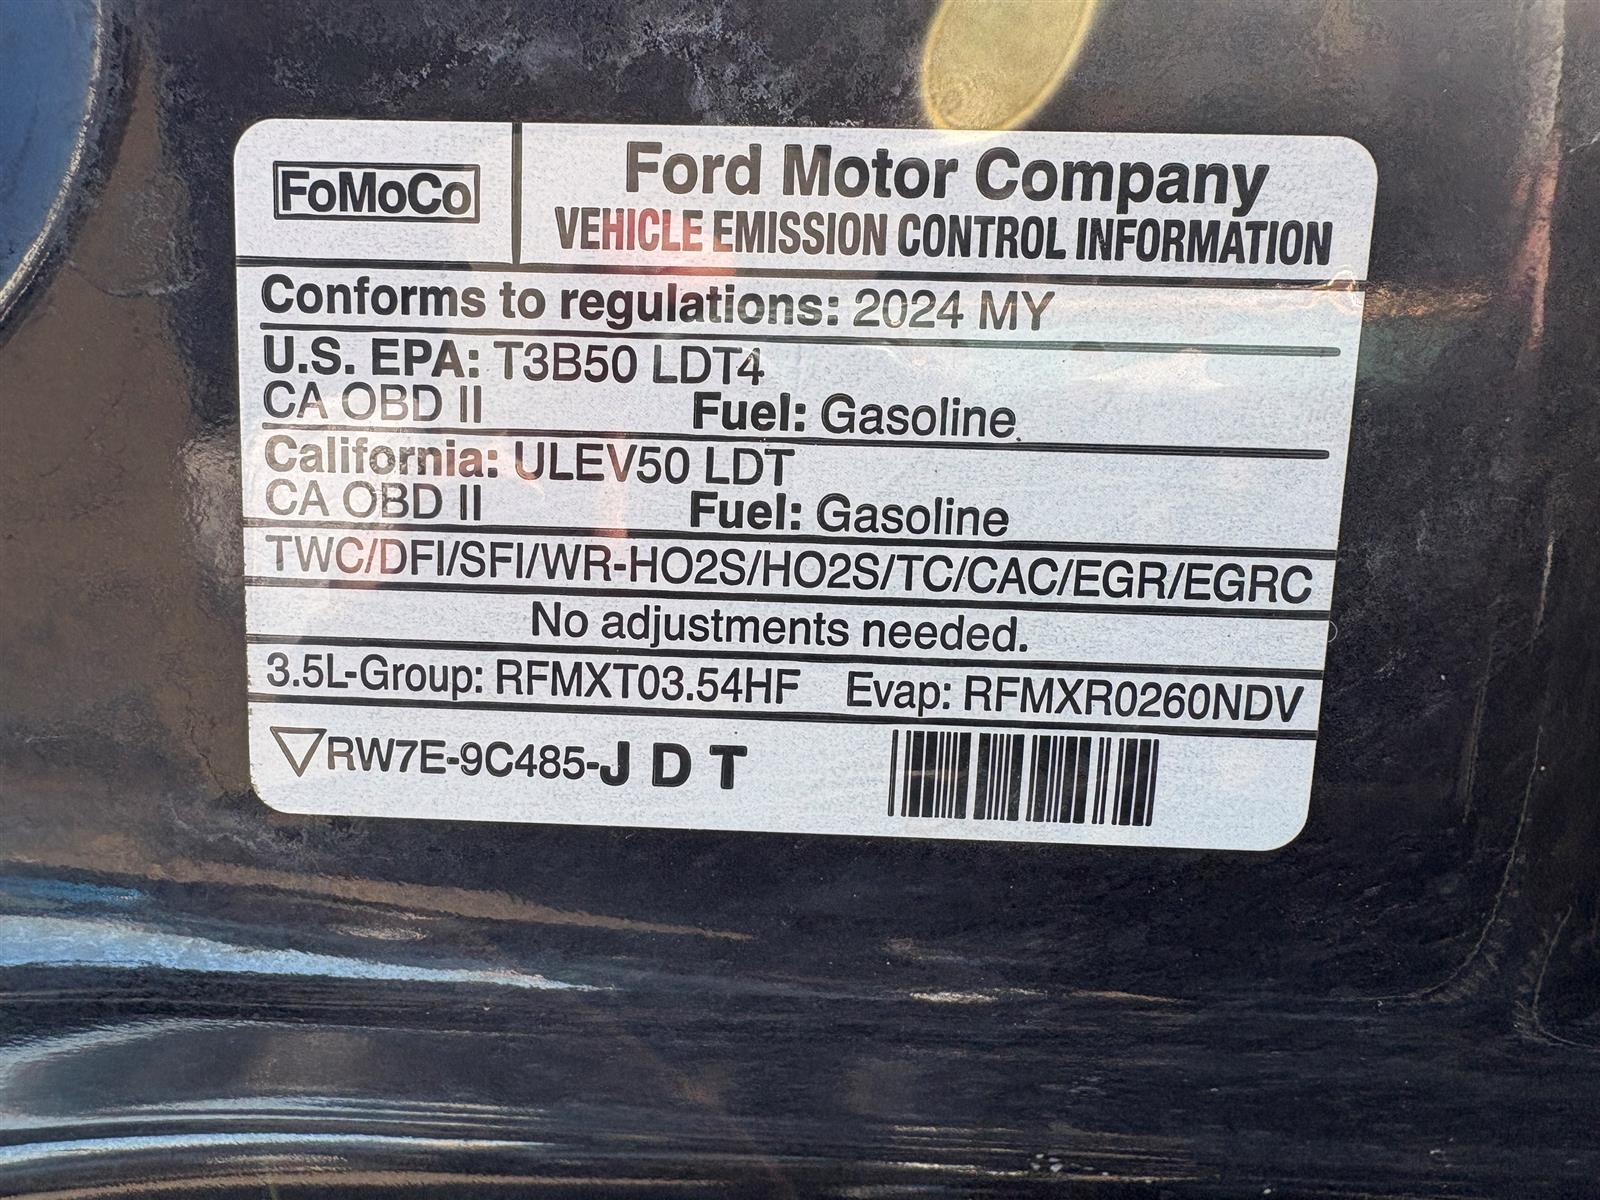 FoMoCo
Ford Motor Company
VEHICLE EMISSION CONTROL INFORMATION
Conforms to regulations: 2024 MY
U.S. EPA: T3B50 LDT4
CA OBD II Fuel: Gasoline
California: ULEV50 LDT
CA OBD II Fuel: Gasoline
TWC/DFI/SFI/WR-HO2S/HO2S/TC/CAC/EGR/EGRC
No adjustments needed.
3.5L-Group: RFMXT03.54HF Evap: RFMXR0260NDV
RW7E-9C485-J D T